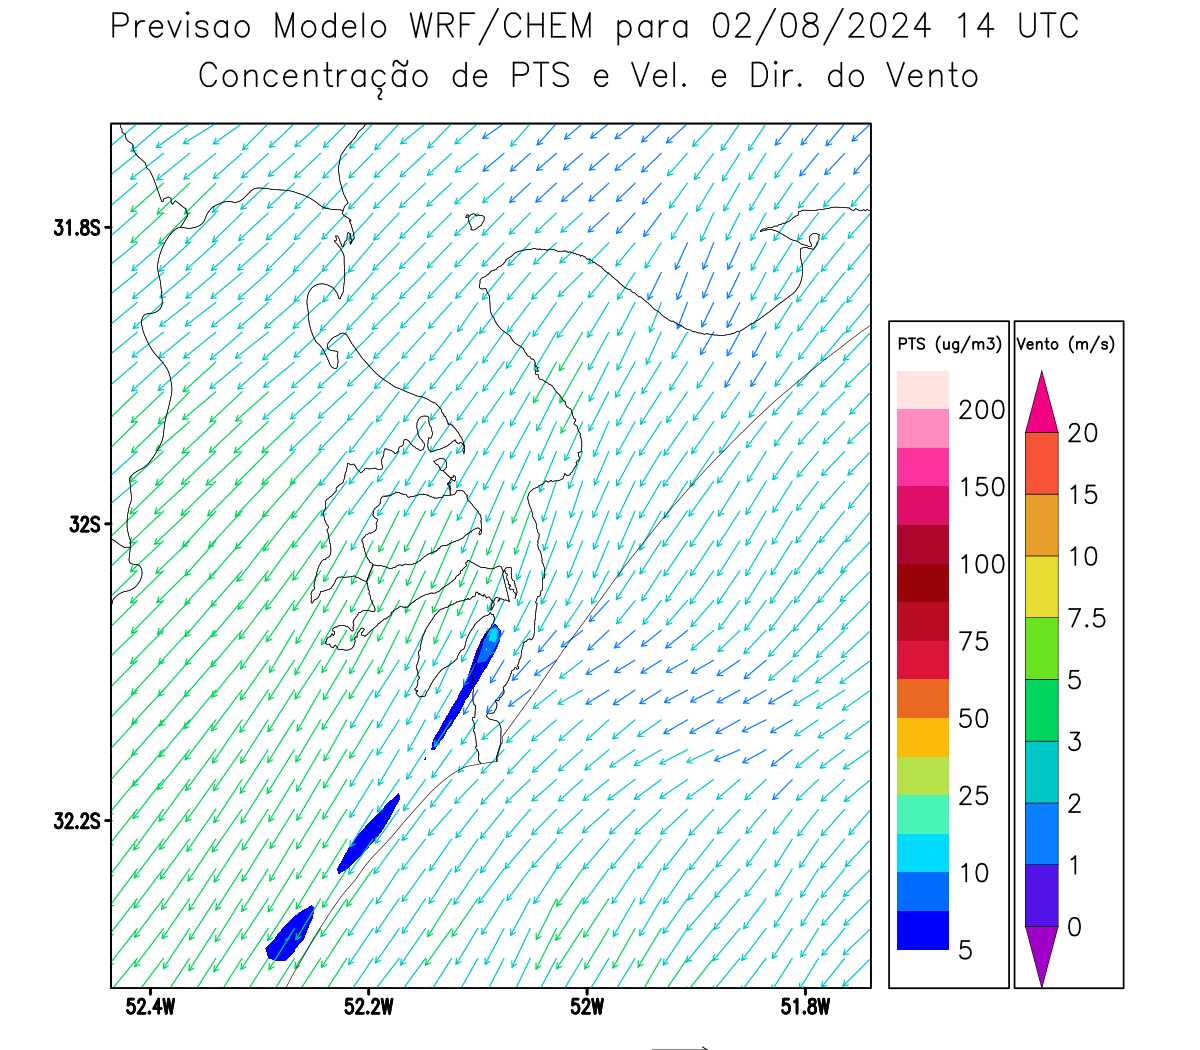 Previsao Modelo WRF/CHEM para 02/08/2024 14 UTC
Concentração de PTS e Vel. e Dir. do Vento
31.8S
32S
32.2S
52.4W
52.2W
52W
51.8W
PTS (ug/m3)
200
150
100
75
50
25
10
5
Vento (m/s)
20
15
10
7.5
5
3
2
1
0